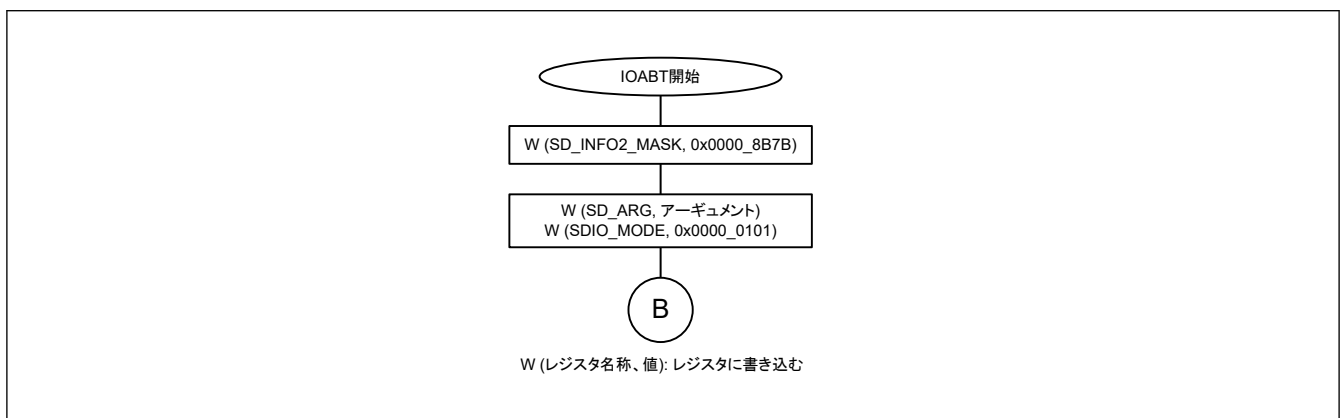 IOABT開始
W (SD_INFO2_MASK, 0x0000_8B7B)
W (SD_ARG, アーギュメント)
W (SDIO_MODE, 0x0000_0101)
B
W (レジスタ名称、値): レジスタに書き込む